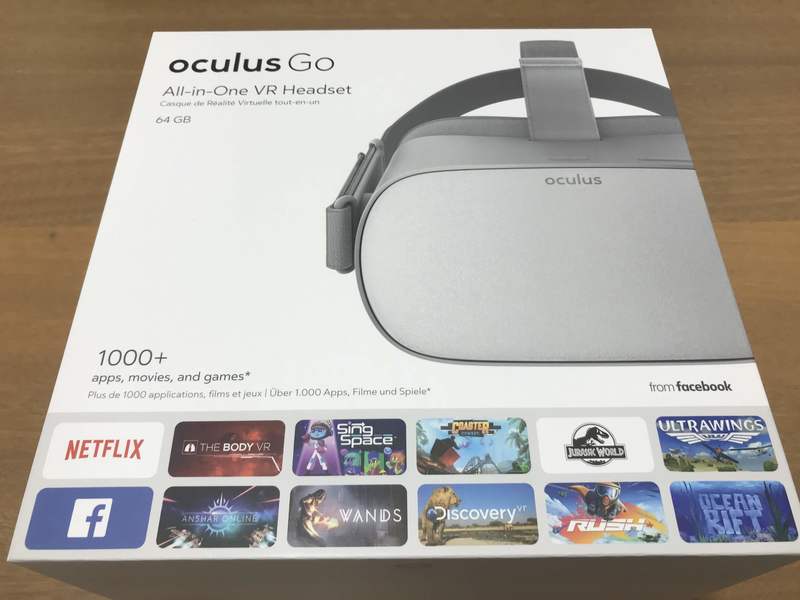 oculus Go
All-in-One VR Headset
Casque de Réalité Virtuelle tout-en-un
64 GB
oculus
1000+
apps, movies, and games*
Plus de 1000 applications, films et jeux | Über 1.000 Apps, Filme und Spiele*
from facebook
NETFLIX
THE BODY VR
Sing Space
COASTER
JURASSIC WORLD
ULTRAWINGS
f
ANSHAR ONLINE
WANDS
Discovery VR
RUSH
OCEAN RIFT